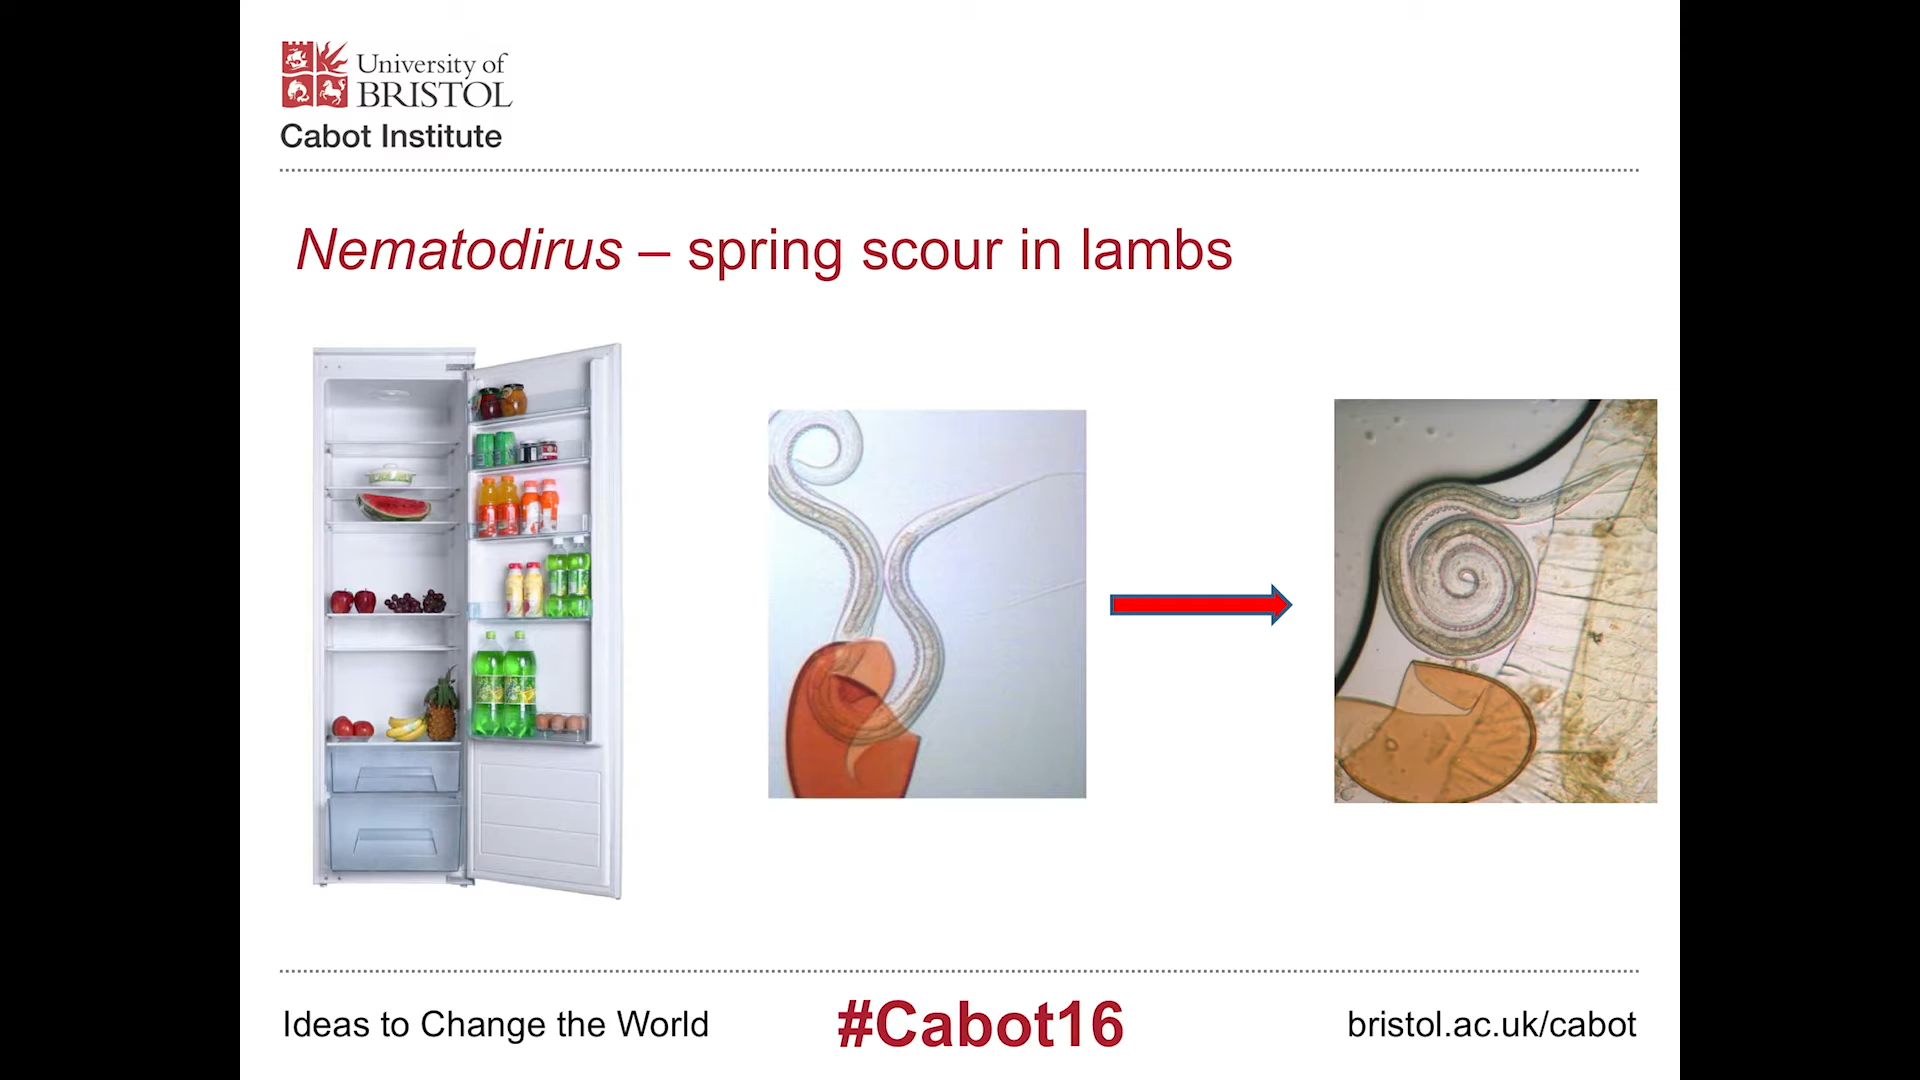 University of
BRISTOL
Cabot Institute
Nematodirus – spring scour in lambs
Ideas to Change the World
#Cabot16
bristol.ac.uk/cabot